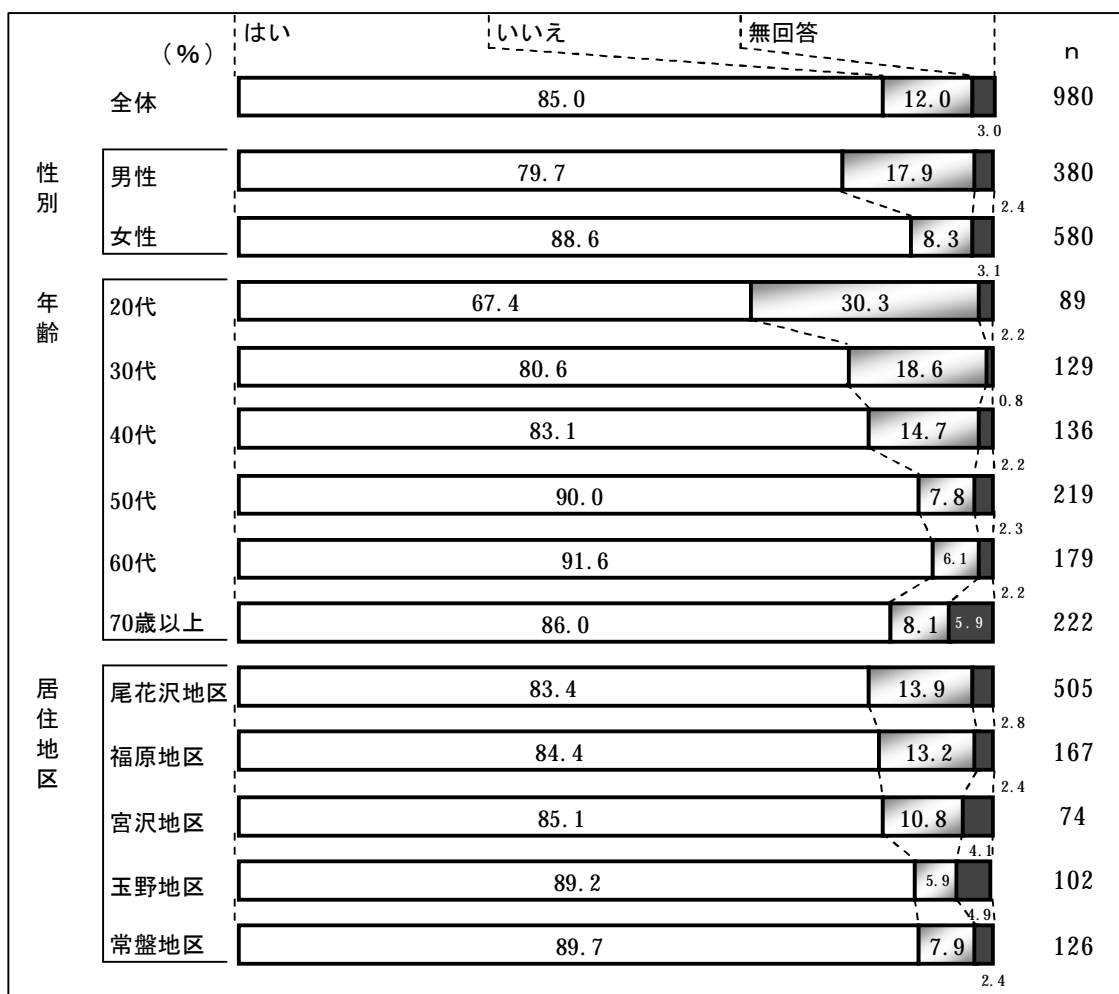 はい いいえ 無回答
(%) n
全体 85.0 12.0 3.0 980
性別
男性 79.7 17.9 2.4 380
女性 88.6 8.3 3.1 580
年齢
20代 67.4 30.3 2.2 89
30代 80.6 18.6 0.8 129
40代 83.1 14.7 2.2 136
50代 90.0 7.8 2.3 219
60代 91.6 6.1 2.2 179
70歳以上 86.0 8.1 5.9 222
居住地区
尾花沢地区 83.4 13.9 2.8 505
福原地区 84.4 13.2 2.4 167
宮沢地区 85.1 10.8 4.1 74
玉野地区 89.2 5.9 4.9 102
常盤地区 89.7 7.9 2.4 126